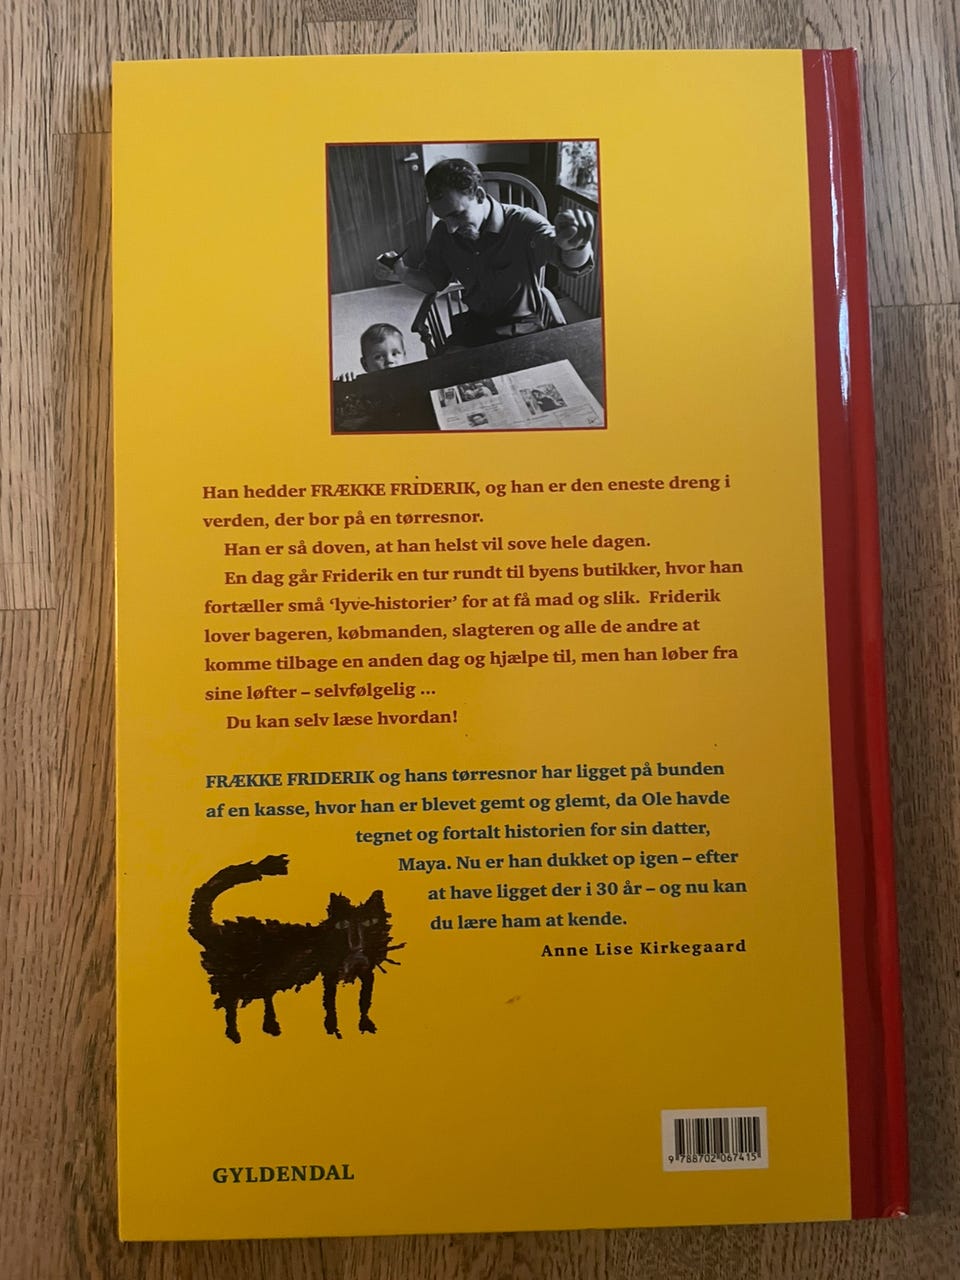 Han hedder FRÆKKE FRIDERIK, og han er den eneste dreng i
verden, der bor på en tørresnor.
Han er så doven, at han helst vil sove hele dagen.
En dag går Friderik en tur rundt til byens butikker, hvor han
fortæller små ‘lyve-historier’ for at få mad og slik. Friderik
lover bageren, købmanden, slagteren og alle de andre at
komme tilbage en anden dag og hjælpe til, men han løber fra
sine løfter – selvfølgelig ...
Du kan selv læse hvordan!
FRÆKKE FRIDERIK og hans tørresnor har ligget på bunden
af en kasse, hvor han er blevet gemt og glemt, da Ole havde
tegnet og fortalt historien for sin datter,
Maya. Nu er han dukket op igen – efter
at have ligget der i 30 år – og nu kan
du lære ham at kende.
Anne Lise Kirkegaard
GYLDENDAL
9 788702 067415